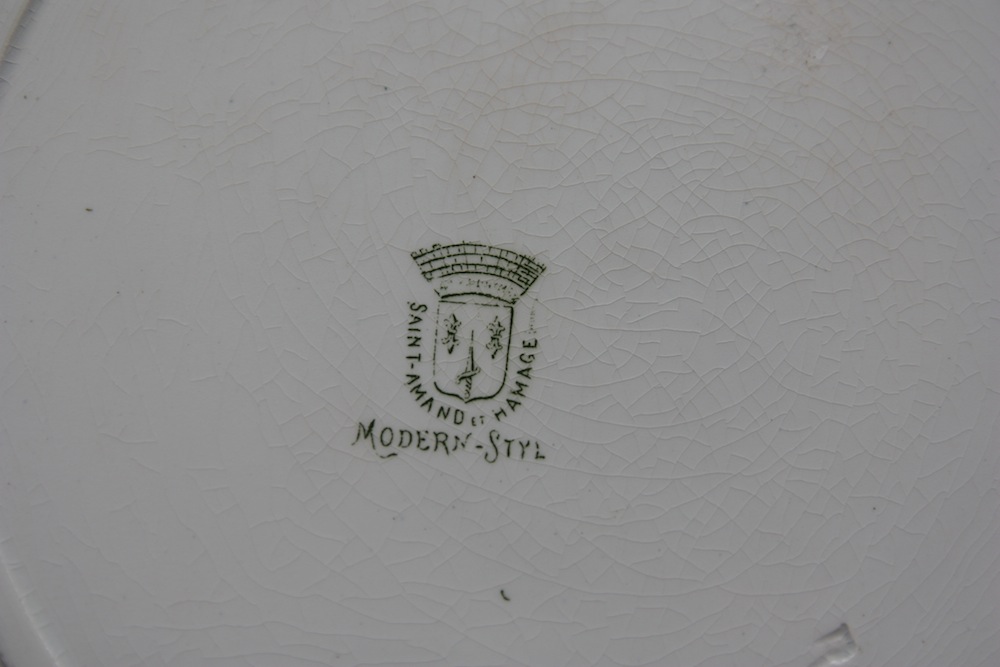 SAINT-AMAND ET HAMAGE
MODERN-STYL